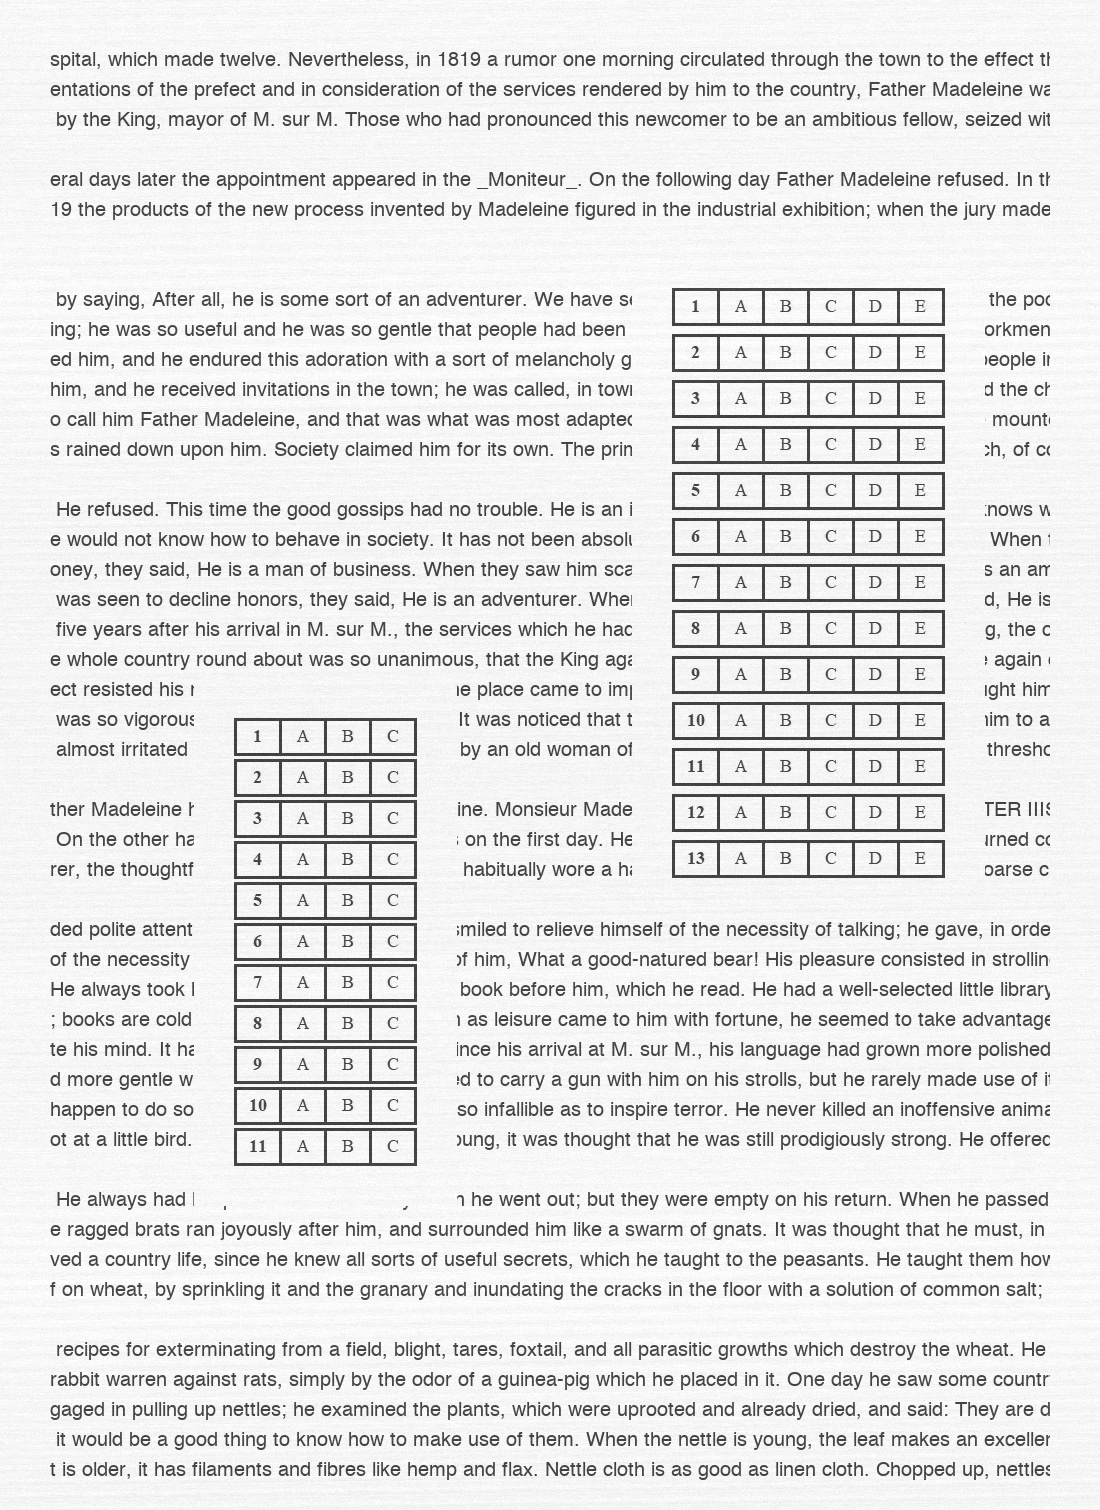 spital, which made twelve. Nevertheless, in 1819 a rumor one morning circulated through the town to the effect
entations of the prefect and in consideration of the services rendered by him to the country, Father Madeleine wa
by the King, mayor of M. sur M. Those who had pronounced this newcomer to be an ambitious fellow, seized wit
eral days later the appointment appeared in the _Moniteur_. On the following day Father Madeleine refused. In
19 the products of the new process invented by Madeleine figured in the industrial exhibition; when the jury made
by saying, After all, he is some sort of an adventurer. We have se the poo
ing; he was so useful and he was so gentle that people had been orkmen
ed him, and he endured this adoration with a sort of melancholy g people in
him, and he received invitations in the town; he was called, in town d the ch
o call him Father Madeleine, and that was what was most adapted mounte
s rained down upon him. Society claimed him for its own. The prim ch, of co
He refused. This time the good gossips had no trouble. He is an knows w
e would not know how to behave in society. It has not been absolu When
oney, they said, He is a man of business. When they saw him sca s an am
was seen to decline honors, they said, He is an adventurer. When d, He is
five years after his arrival in M. sur M., the services which he had g, the
e whole country round about was so unanimous, that the King aga again
ect resisted his he place came to imp ught him
was so vigorous It was noticed that t him to a
almost irritated by an old woman of thresho
ther Madeleine h ine. Monsieur Made TER IIIS
On the other ha s on the first day. He urned co
rer, the thoughtf habitually wore a ha oarse c
ded polite attent smiled to relieve himself of the necessity of talking; he gave, in orde
of the necessity of him, What a good-natured bear! His pleasure consisted in strolling
He always took book before him, which he read. He had a well-selected little library
; books are cold as leisure came to him with fortune, he seemed to take advantage
te his mind. It ha ince his arrival at M. sur M., his language had grown more polished
d more gentle w ed to carry a gun with him on his strolls, but he rarely made use of it
happen to do so so infallible as to inspire terror. He never killed an inoffensive anima
ot at a little bird. oung, it was thought that he was still prodigiously strong. He offered
He always had he went out; but they were empty on his return. When he passed
e ragged brats ran joyously after him, and surrounded him like a swarm of gnats. It was thought that he must, in
ved a country life, since he knew all sorts of useful secrets, which he taught to the peasants. He taught them how
f on wheat, by sprinkling it and the granary and inundating the cracks in the floor with a solution of common salt;
recipes for exterminating from a field, blight, tares, foxtail, and all parasitic growths which destroy the wheat. He
rabbit warren against rats, simply by the odor of a guinea-pig which he placed in it. One day he saw some countr
gaged in pulling up nettles; he examined the plants, which were uprooted and already dried, and said: They are d
it would be a good thing to know how to make use of them. When the nettle is young, the leaf makes an excellen
t is older, it has filaments and fibres like hemp and flax. Nettle cloth is as good as linen cloth. Chopped up, nettles
1 A B C D E
2 A B C D E
3 A B C D E
4 A B C D E
5 A B C D E
6 A B C D E
7 A B C D E
8 A B C D E
9 A B C D E
10 A B C D E
11 A B C D E
12 A B C D E
13 A B C D E
1 A B C
2 A B C
3 A B C
4 A B C
5 A B C
6 A B C
7 A B C
8 A B C
9 A B C
10 A B C
11 A B C